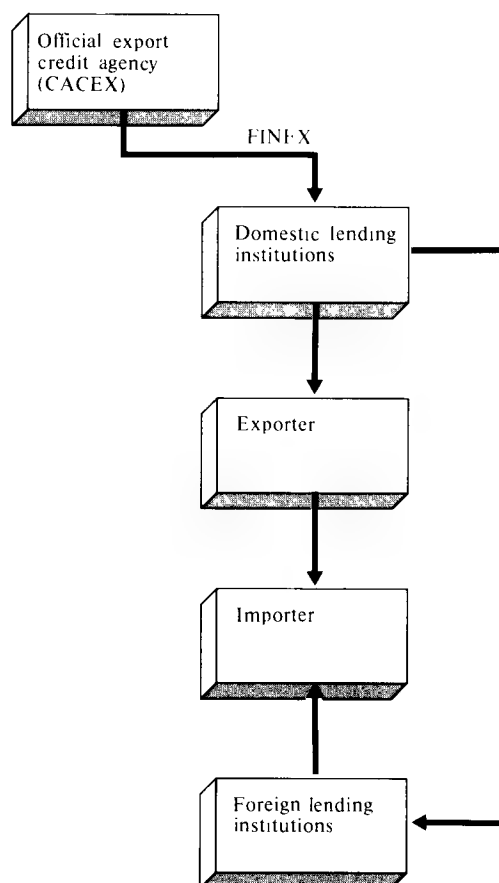 Official export
credit agency
(CACEX)
FINEX
Domestic lending
institutions
Exporter
Importer
Foreign lending
institutions